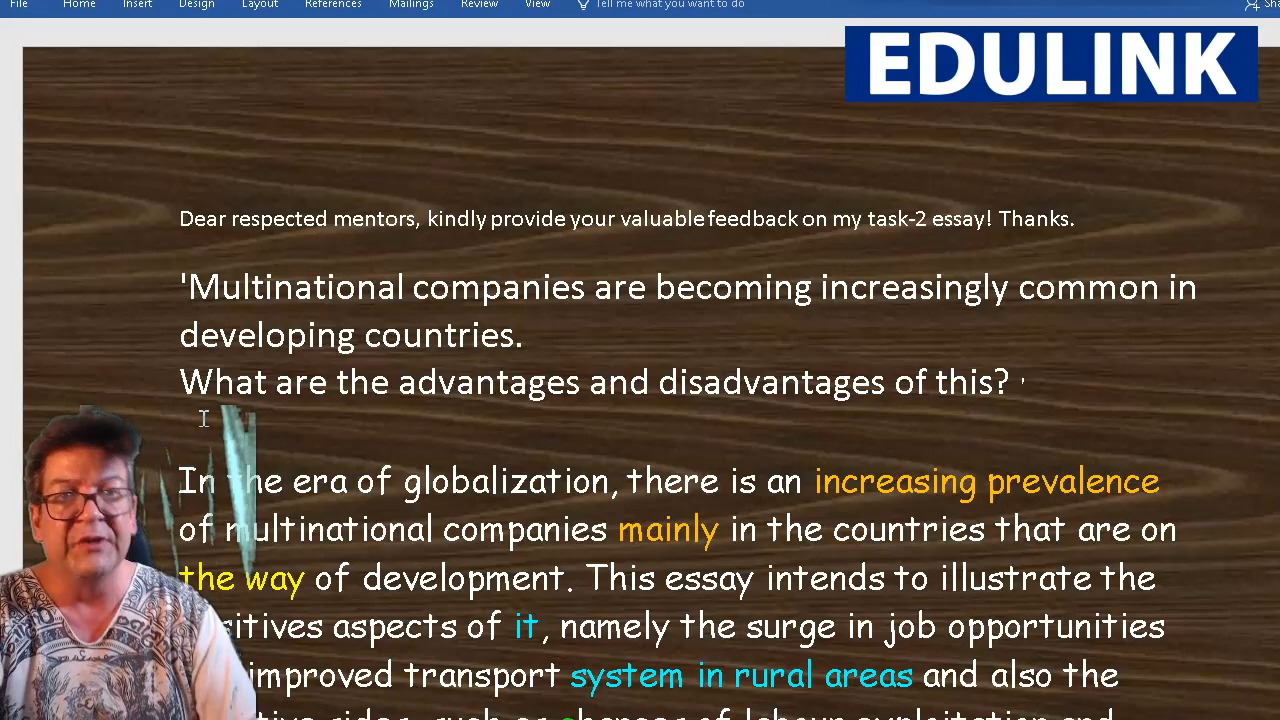 File Home Insert Design Layout References Mailings Review View Tell me what you want to do Sha
EDULINK
Dear respected mentors, kindly provide your valuable feedback on my task-2 essay! Thanks.
'Multinational companies are becoming increasingly common in
developing countries.
What are the advantages and disadvantages of this? '
In the era of globalization, there is an increasing prevalence
of multinational companies mainly in the countries that are on
the way of development. This essay intends to illustrate the
sitives aspects of it, namely the surge in job opportunities
improved transport system in rural areas and also the